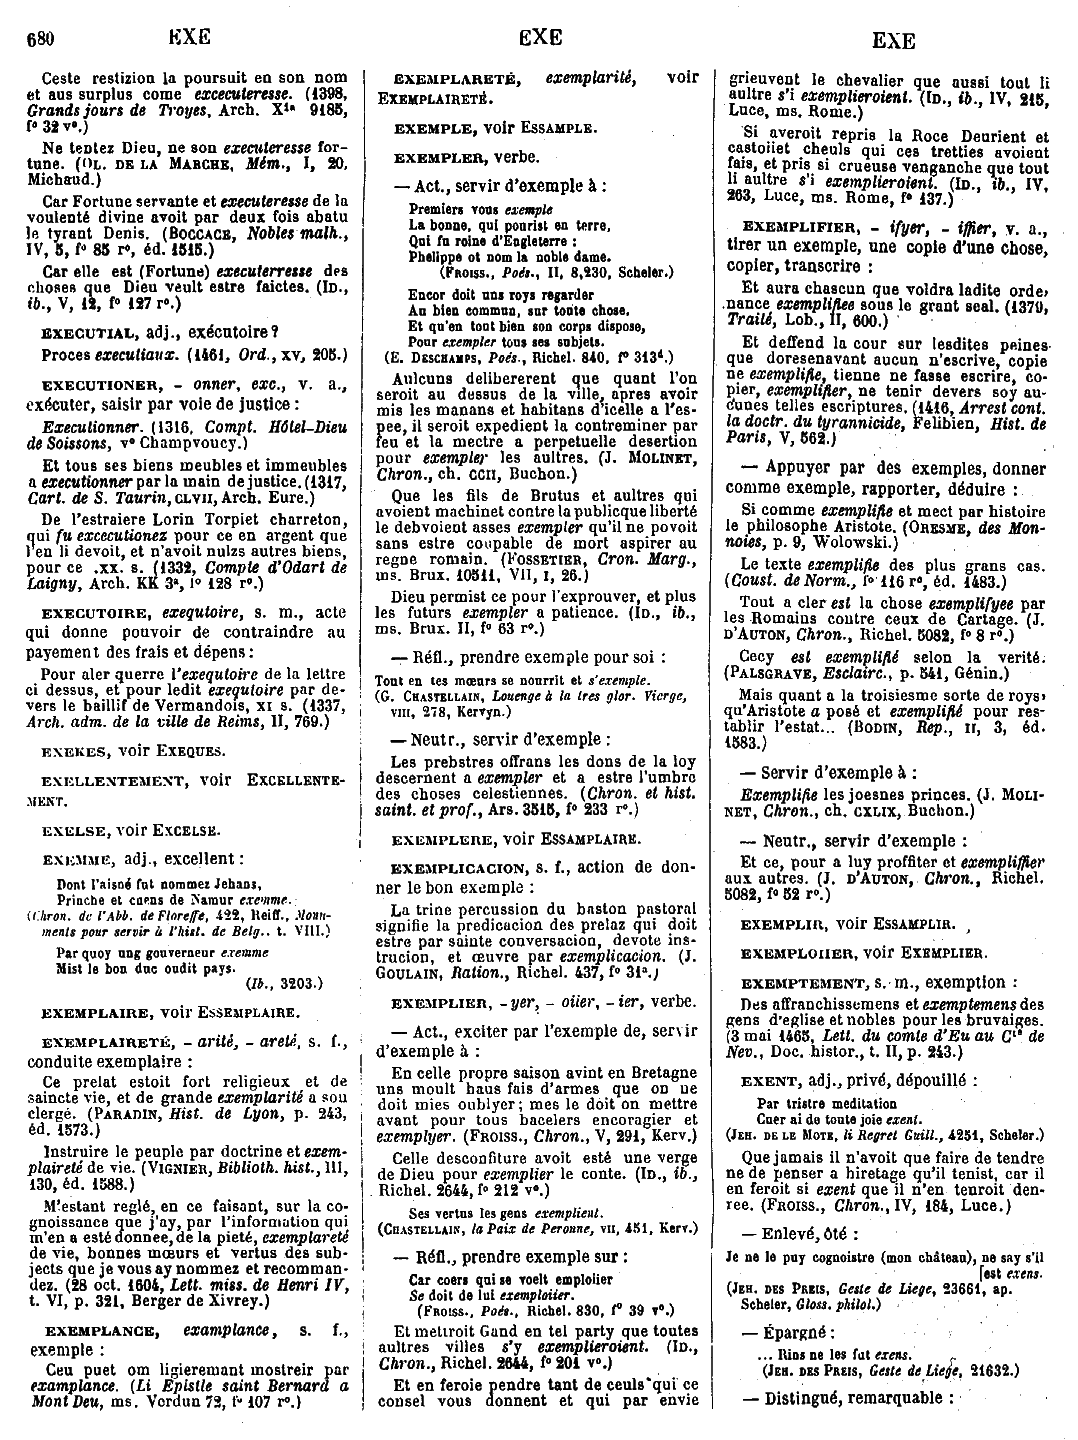 680 EXE EXE EXE
Ceste restizion la poursuit en son nom
et aus surplus come excecuteresse. (1398,
Grands jours de Troyes, Arch. X1a 9185,
f° 32 v°.)
Ne tentez Dieu, ne son executeresse for-
tune. (OL. DE LA MARCHE, Mém., I, 20,
Michaud.)
Car Fortune servante et executeresse de la
voulenté divine avoit par deux fois abatu
le tyrant Denis. (BOCCACE, Nobles malh.,
IV, 5, f° 85 r°, éd. 1515.)
Car elle est (Fortune) executerresse des
choses que Dieu veult estre faictes. (ID.,
ib., V, 12, f° 127 r°.)
EXECUTIAL, adj., exécutoire?
Proces executiaux. (1461, Ord., XV, 205.)
EXECUTIONER, - onner, exc., v. a.,
exécuter, saisir par voie de justice :
Executionner. (1316, Compt. Hôtel-Dieu
de Soissons, v° Champvoucy.)
Et tous ses biens meubles et immeubles
a executionner par la main de justice. (1317,
Cart. de S. Taurin, CLVII, Arch. Eure.)
De l'estraiere Lorin Torpiet charreton,
qui fu excecutionez pour ce en argent que
l'en li devoit, et n'avoit nulzs autres biens,
pour ce .xx. s. (1332, Compte d'Odart de
Laigny, Arch. KK 3a, f° 128 r°.)
EXECUTOIRE, exequtoire, s. m., acte
qui donne pouvoir de contraindre au
payement des frais et dépens :
Pour aler querre l'exequtoire de la lettre
ci dessus, et pour ledit exequtoire par de-
vers le baillif de Vermandois, XI s. (1337,
Arch. adm. de la ville de Reims, II, 769.)
EXEKES, voir EXEQUES.
EXELLENTEMENT, voir EXCELLENTE-
MENT.
EXELSE, voir EXCELSE.
EXEMME, adj., excellent :
Dont l'aisné fut nommez Jehans,
Prinche et cuens de Namur exemme.
(Chron. de l'Abb. de Floreffe, 422, Reiff., Monu-
ments pour servir à l'hist. de Belg., t. VIII.)
Par quoy ung gouverneur exemme
Mist le bon duc oudit pays.
(Ib., 3203.)
EXEMPLAIRE, voir ESSEMPLAIRE.
EXEMPLAIRETÉ, - arité, - areté, s. f.,
conduite exemplaire :
Ce prelat estoit fort religieux et de
saincte vie, et de grande exemplarité a sou
clergé. (PARADIN, Hist. de Lyon, p. 243,
éd. 1573.)
Instruire le peuple par doctrine et exem-
plaireté de vie. (VIGNIER, Biblioth. hist., III,
130, éd. 1588.)
M'estant reglé, en ce faisant, sur la co-
gnoissance que j'ay, par l'information qui
m'en a esté donnee, de la pieté, exemplareté
de vie, bonnes mœurs et vertus des sub-
jects que je vous ay nommez et recomman-
dez. (28 oct. 1604, Lett. miss. de Henri IV,
t. VI, p. 321, Berger de Xivrey.)
EXEMPLANCE, examplance, s. f.,
exemple :
Ceu puet om ligieremant mostreir par
examplance. (Li Epistle saint Bernard a
Mont Deu, ms. Verdun 72, f° 107 r°.)
EXEMPLARETÉ, exemplarité, voir
EXEMPLAIRETÉ.
EXEMPLE, voir ESSAMPLE.
EXEMPLER, verbe.
— Act., servir d'exemple à :
Premiers vous exemple
La bonne, qui pourist en terre,
Qui fu roine d'Engleterre :
Phelippe ot nom la noble dame.
(FROISS., Poés., II, 8,230, Scheler.)
Encor doit uns roys regarder
Au bien commun, sur toute chose,
Et qu'en tout bien son corps dispose,
Pour exempler tous ses subjets.
(E. DESCHAMPS, Poés., Richel. 840, f° 313d.)
Aulcuns delibererent que quant l'on
seroit au dessus de la ville, apres avoir
mis les manans et habitans d'icelle a l'es-
pee, il seroit expedient la contreminer par
feu et la mectre a perpetuelle desertion
pour exempler les aultres. (J. MOLINET,
Chron., ch. CCII, Buchon.)
Que les fils de Brutus et aultres qui
avoient machinet contre la publicque liberté
le debvoient asses exempler qu'il ne povoit
sans estre coupable de mort aspirer au
regne romain. (FOSSETIER, Cron. Marg.,
ms. Brux. 10511, VII, I, 26.)
Dieu permist ce pour l'exprouver, et plus
les futurs exempler a patience. (ID., ib.,
ms. Brux. II, f° 63 r°.)
— Réfl., prendre exemple pour soi :
Tout en tes mœurs se nourrit et s'exemple.
(G. CHASTELLAIN, Louenge à la tres glor. Vierge,
VIII, 278, Kervyn.)
— Neutr., servir d'exemple :
Les prebstres offrans les dons de la loy
descernent a exempler et a estre l'umbre
des choses celestiennes. (Chron. et hist.
saint. et prof., Ars. 3515, f° 233 r°.)
EXEMPLERE, voir ESSAMPLAIRE.
EXEMPLICACION, s. f., action de don-
ner le bon exemple :
La trine percussion du baston pastoral
signifie la predicacion des prelaz qui doit
estre par sainte conversacion, devote ins-
trucion, et œuvre par exemplicacion. (J.
GOULAIN, Ration., Richel. 437, f° 31a.)
EXEMPLIER, - yer, - oiier, - ier, verbe.
— Act., exciter par l'exemple de, servir
d'exemple à :
En celle propre saison avint en Bretagne
uns moult haus fais d'armes que on ne
doit mies oublyer ; mes le doit on mettre
avant pour tous bacelers encoragier et
exemplyer. (FROISS., Chron., V, 291, Kerv.)
Celle desconfiture avoit esté une verge
de Dieu pour exemplier le conte. (ID., ib.,
Richel. 2644, f° 212 v°.)
Ses vertus les gens exemplient.
(CHASTELLAIN, la Paix de Peronne, VII, 451, Kerv.)
— Réfl., prendre exemple sur :
Car coers qui se voelt emploiier
Se doit de lui exemploiier.
(FROISS., Poés., Richel. 830, f° 39 v°.)
Et metiroit Gand en tel party que toutes
aultres villes s'y exemplieroient. (ID.,
Chron., Richel. 2644, f° 201 v°.)
Et en feroie pendre tant de ceuls qui ce
consel vous donnent et qui par envie
grieuvent le chevalier que aussi tout li
aultre s'i exemplieroient. (ID., ib., IV, 215,
Luce, ms. Rome.)
Si averoit repris la Roce Deurient et
castoiiet cheuls qui ces tretties avoient
fais, et pris si crueuse venganche que tout
li aultre s'i exemplieroient. (ID., ib., IV,
263, Luce, ms. Rome, f° 137.)
EXEMPLIFIER, - ifyer, - iffier, v. a.,
tirer un exemple, une copie d'une chose,
copier, transcrire :
Et aura chascun que voldra ladite orde-
nance exemplifiee sous le grant seal. (1379,
Traité, Lob., II, 600.)
Et deffend la cour sur lesdites peines
que doresenavant aucun n'escrive, copie
ne exemplifie, tienne ne fasse escrire, co-
pier, exemplifier, ne tenir devers soy au-
cunes telles escriptures. (1416, Arrest cont.
la doctr. du tyrannicide, Felibien, Hist. de
Paris, V, 562.)
— Appuyer par des exemples, donner
comme exemple, rapporter, déduire :
Si comme exemplifie et mect par histoire
le philosophe Aristote. (ORESME, des Mon-
noies, p. 9, Wolowski.)
Le texte exemplifie des plus grans cas.
(Coust. de Norm., f° 116 r°, éd. 1483.)
Tout a cler est la chose exemplifyee par
les Romains contre ceux de Cartage. (J.
D'AUTON, Chron., Richel. 5082, f° 8 r°.)
Cecy est exemplifié selon la verité.
(PALSGRAVE, Esclairc., p. 541, Génin.)
Mais quant a la troisiesme sorte de roys,
qu'Aristote a posé et exemplifié pour res-
tablir l'estat... (BODIN, Rep., II, 3, éd.
1583.)
— Servir d'exemple à :
Exemplifie les joesnes princes. (J. MOLI-
NET, Chron., ch. CXLIX, Buchon.)
— Neutr., servir d'exemple :
Et ce, pour a luy proffiter et exempliffier
aux autres. (J. D'AUTON, Chron., Richel.
5082, f° 52 r°.)
EXEMPLIR, voir ESSAMPLIR.
EXEMPLOIIER, voir EXEMPLIER.
EXEMPTEMENT, s. m., exemption :
Des affranchissemens et exemptemens des
gens d'eglise et nobles pour les bruvaiges.
(3 mai 1465, Lett. du comte d'Eu au Cte de
Nev., Doc. histor., t. II, p. 243.)
EXENT, adj., privé, dépouillé :
Par tristre meditation
Cuer ai de toute joie exent.
(JEH. DE LE MOTE, li Regret Guill., 4251, Scheler.)
Que jamais il n'avoit que faire de tendre
ne de penser a hiretage qu'il tenist, car il
en feroit si exent que il n'en tenroit den-
ree. (FROISS., Chron., IV, 184, Luce.)
— Enlevé, ôté :
Je ne le puy cognoistre (mon château), ne say s'il
[est exens.
(JEH. DES PREIS, Geste de Liege, 23661, ap.
Scheler, Gloss. philol.)
— Épargné :
... Rins ne les fut exens.
(JEH. DES PREIS, Geste de Liege, 21632.)
— Distingué, remarquable :